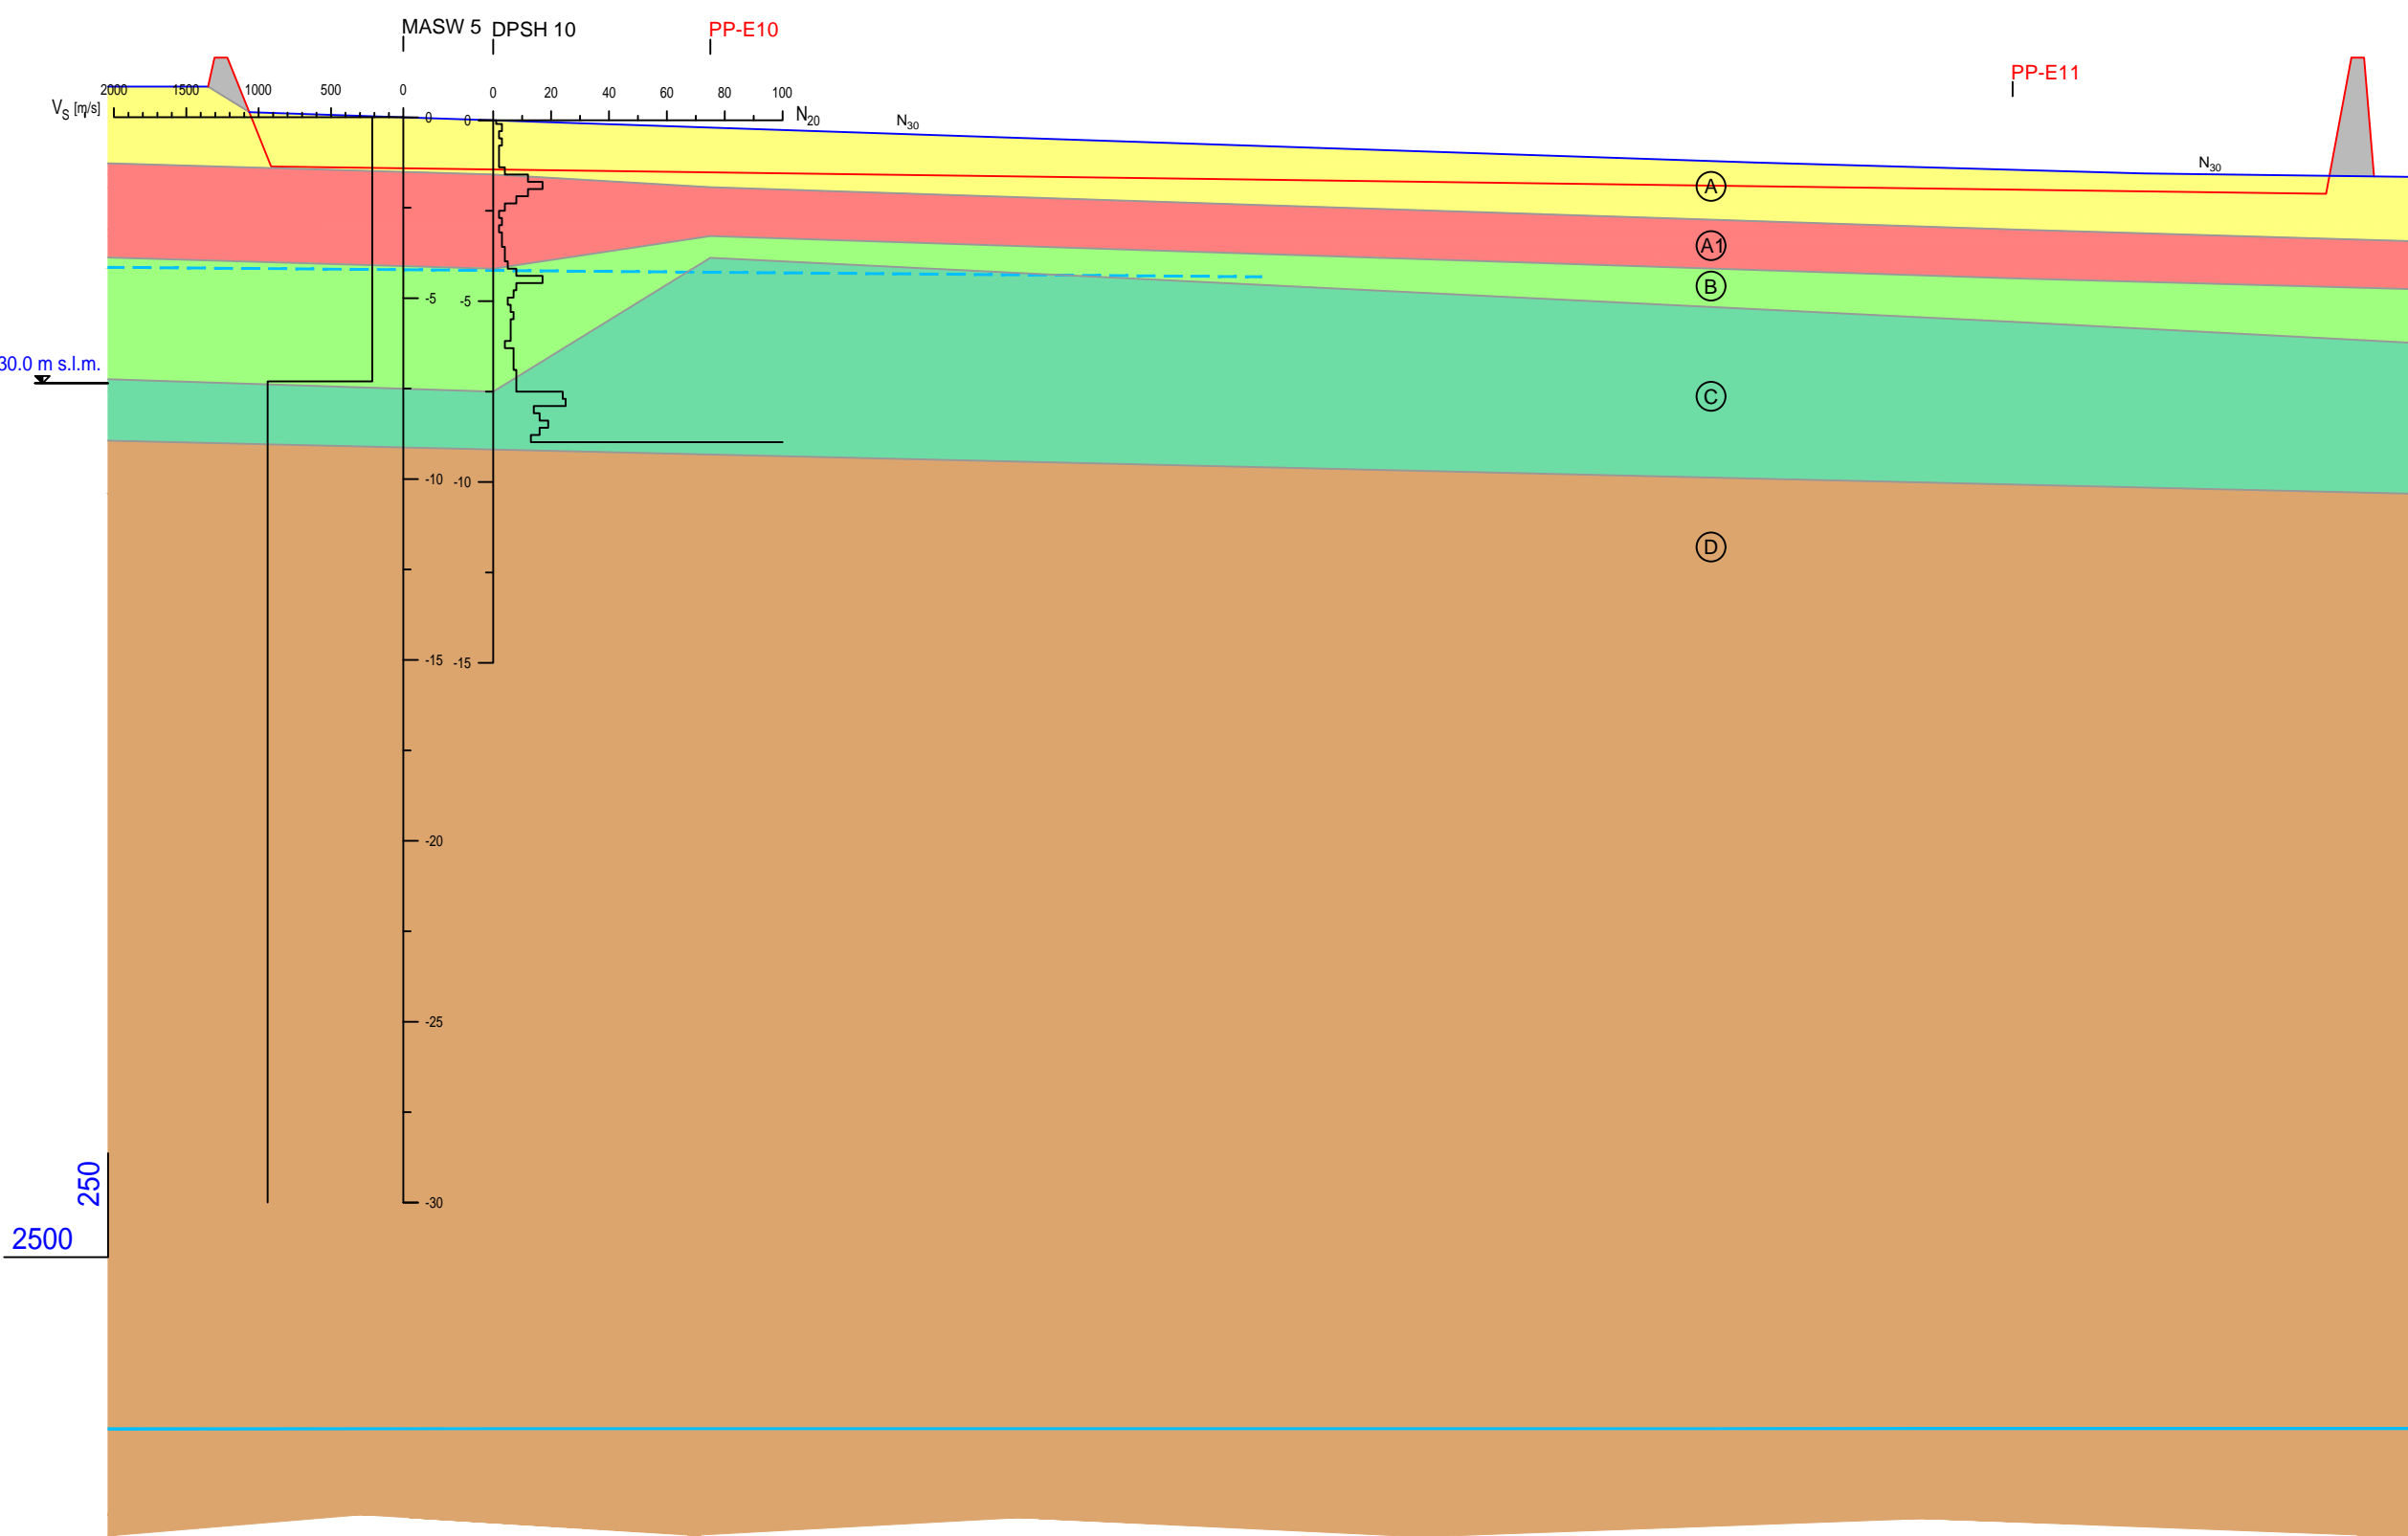 MASW 5 DPSH 10 PP-E10
PP-E11
2000 1500 1000 500 0 0 20 40 60 80 100
VS [m/s]
0 0 N20 N30
N30
A
A1
B
-5 -5
30.0 m s.l.m.
C
-10 -10
D
-15 -15
-20
-25
250
-30
2500